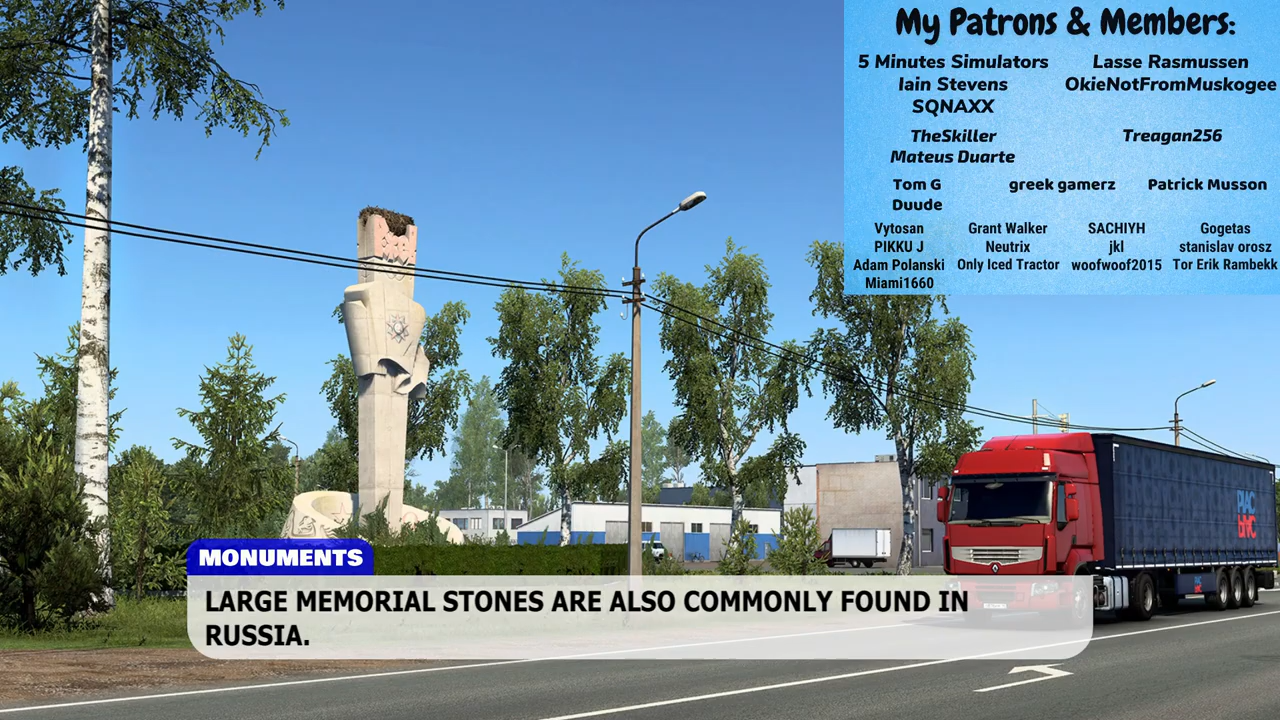 My Patrons & Members:
5 Minutes Simulators Lasse Rasmussen
Iain Stevens OkieNotFromMuskogee
SQNAXX
TheSkiller Treagan256
Mateus Duarte
Tom G greek gamerz Patrick Musson
Duude
Vytosan Grant Walker SACHIYH Gogetas
PIKKU J Neutrix jkl stanislav orosz
Adam Polanski Only Iced Tractor woofwoof2015 Tor Erik Rambekk
Miami1660
MONUMENTS
LARGE MEMORIAL STONES ARE ALSO COMMONLY FOUND IN
RUSSIA.